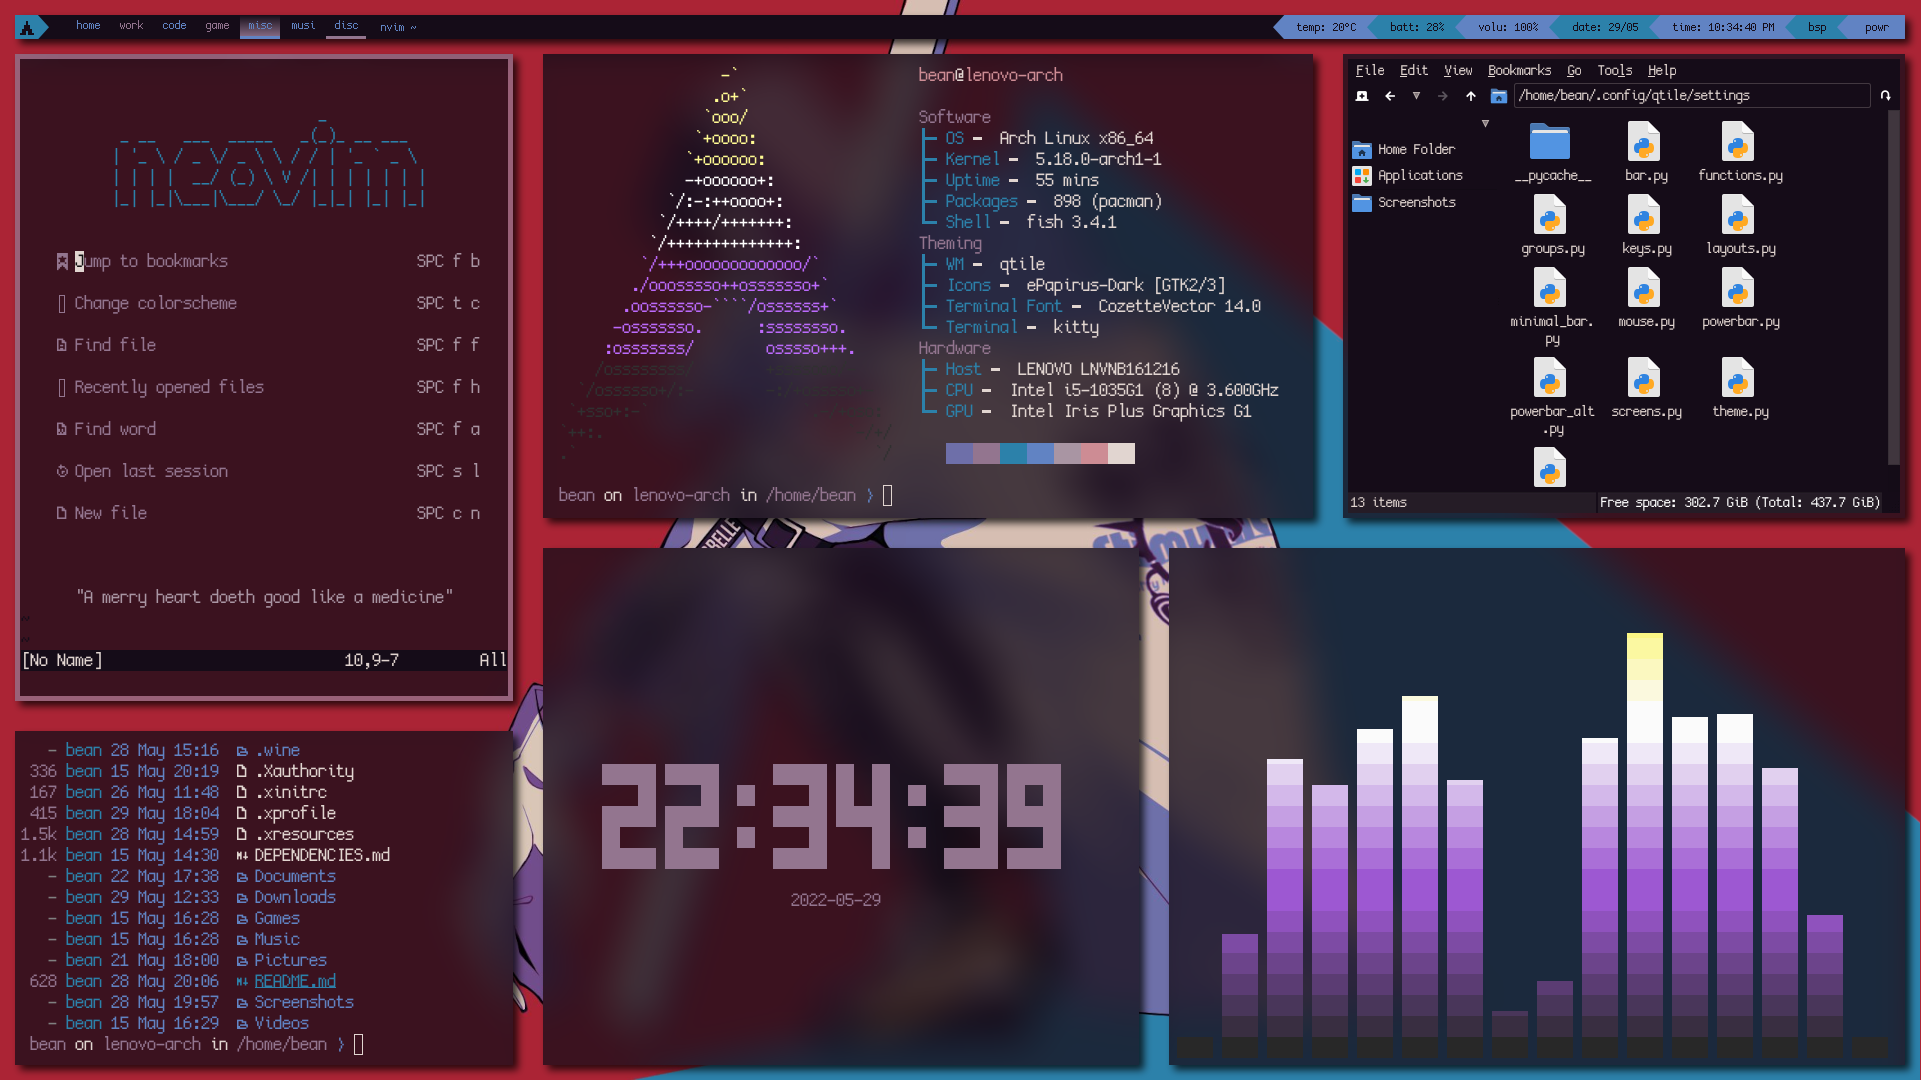 home work code game misc musi disc nvim ~
temp: 20°C batt: 28% volu: 100% date: 29/05 time: 10:34:40 PM bsp powr
neovim
Jump to bookmarks SPC f b
Change colorscheme SPC t c
Find file SPC f f
Recently opened files SPC f h
Find word SPC f a
Open last session SPC s l
New file SPC c n
"A merry heart doeth good like a medicine"
~
~
[No Name] 10,9-7 All
bean@lenovo-arch
Software
OS - Arch Linux x86_64
Kernel - 5.18.0-arch1-1
Uptime - 55 mins
Packages - 898 (pacman)
Shell - fish 3.4.1
Theming
WM - qtile
Icons - ePapirus-Dark [GTK2/3]
Terminal Font - CozetteVector 14.0
Terminal - kitty
Hardware
Host - LENOVO LNVNB161216
CPU - Intel i5-1035G1 (8) @ 3.600GHz
GPU - Intel Iris Plus Graphics G1
bean on lenovo-arch in /home/bean ⟩
File Edit View Bookmarks Go Tools Help
/home/bean/.config/qtile/settings
Home Folder
Applications
Screenshots
__pycache__ bar.py functions.py
groups.py keys.py layouts.py
minimal_bar.py mouse.py powerbar.py
powerbar_alt.py screens.py theme.py
13 items Free space: 302.7 GiB (Total: 437.7 GiB)
- bean 28 May 15:16 .wine
336 bean 15 May 20:19 .Xauthority
167 bean 26 May 11:48 .xinitrc
415 bean 29 May 18:04 .xprofile
1.5k bean 28 May 14:59 .xresources
1.1k bean 15 May 14:30 DEPENDENCIES.md
- bean 22 May 17:38 Documents
- bean 29 May 12:33 Downloads
- bean 15 May 16:28 Games
- bean 15 May 16:28 Music
- bean 21 May 18:00 Pictures
628 bean 28 May 20:06 README.md
- bean 28 May 19:57 Screenshots
- bean 15 May 16:29 Videos
bean on lenovo-arch in /home/bean ⟩
22:34:39
2022-05-29